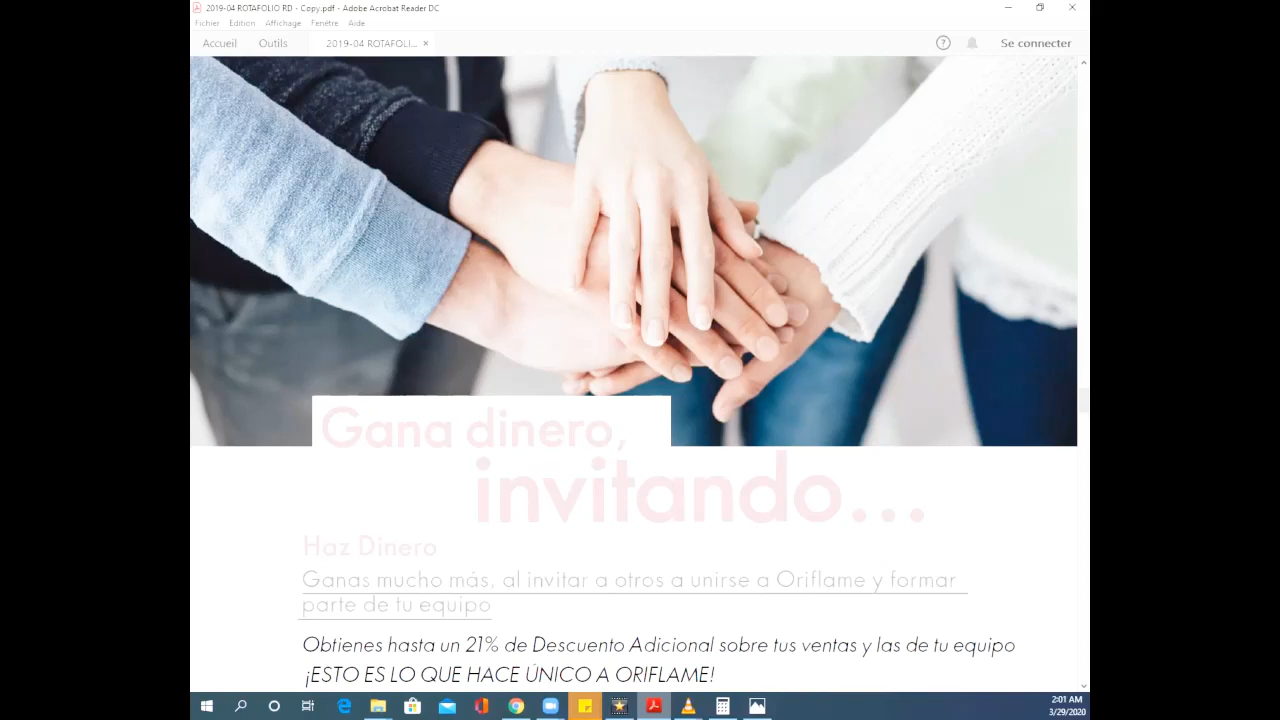 2019-04 ROTAFOLIO RD - Copy.pdf - Adobe Acrobat Reader DC
Fichier Edition Affichage Fenêtre Aide
Accueil Outils 2019-04 ROTAFOLI... × Se connecter
Gana dinero,
invitando...
Haz Dinero
Ganas mucho más, al invitar a otros a unirse a Oriflame y formar
parte de tu equipo
Obtienes hasta un 21% de Descuento Adicional sobre tus ventas y las de tu equipo
¡ESTO ES LO QUE HACE ÚNICO A ORIFLAME!
2:01 AM
3/29/2020